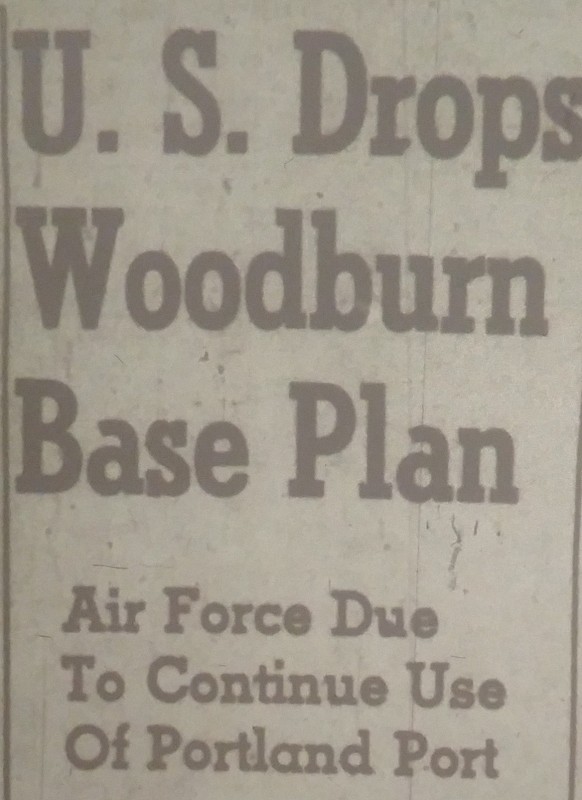 U. S. Drops
Woodburn
Base Plan
Air Force Due
To Continue Use
Of Portland Port